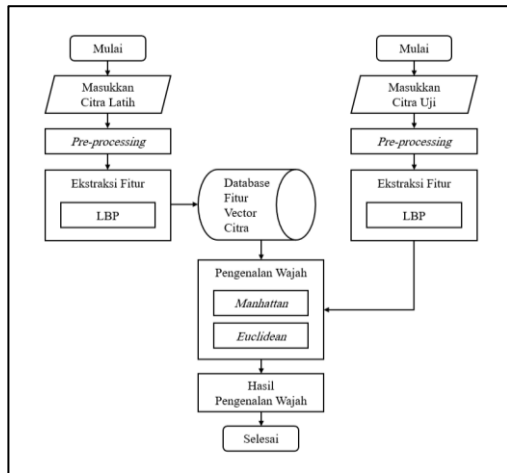 Mulai
Masukkan
Citra Latih
Pre-processing
Ekstraksi Fitur
LBP
Database
Fitur
Vector
Citra
Mulai
Masukkan
Citra Uji
Pre-processing
Ekstraksi Fitur
LBP
Pengenalan Wajah
Manhattan
Euclidean
Hasil
Pengenalan Wajah
Selesai